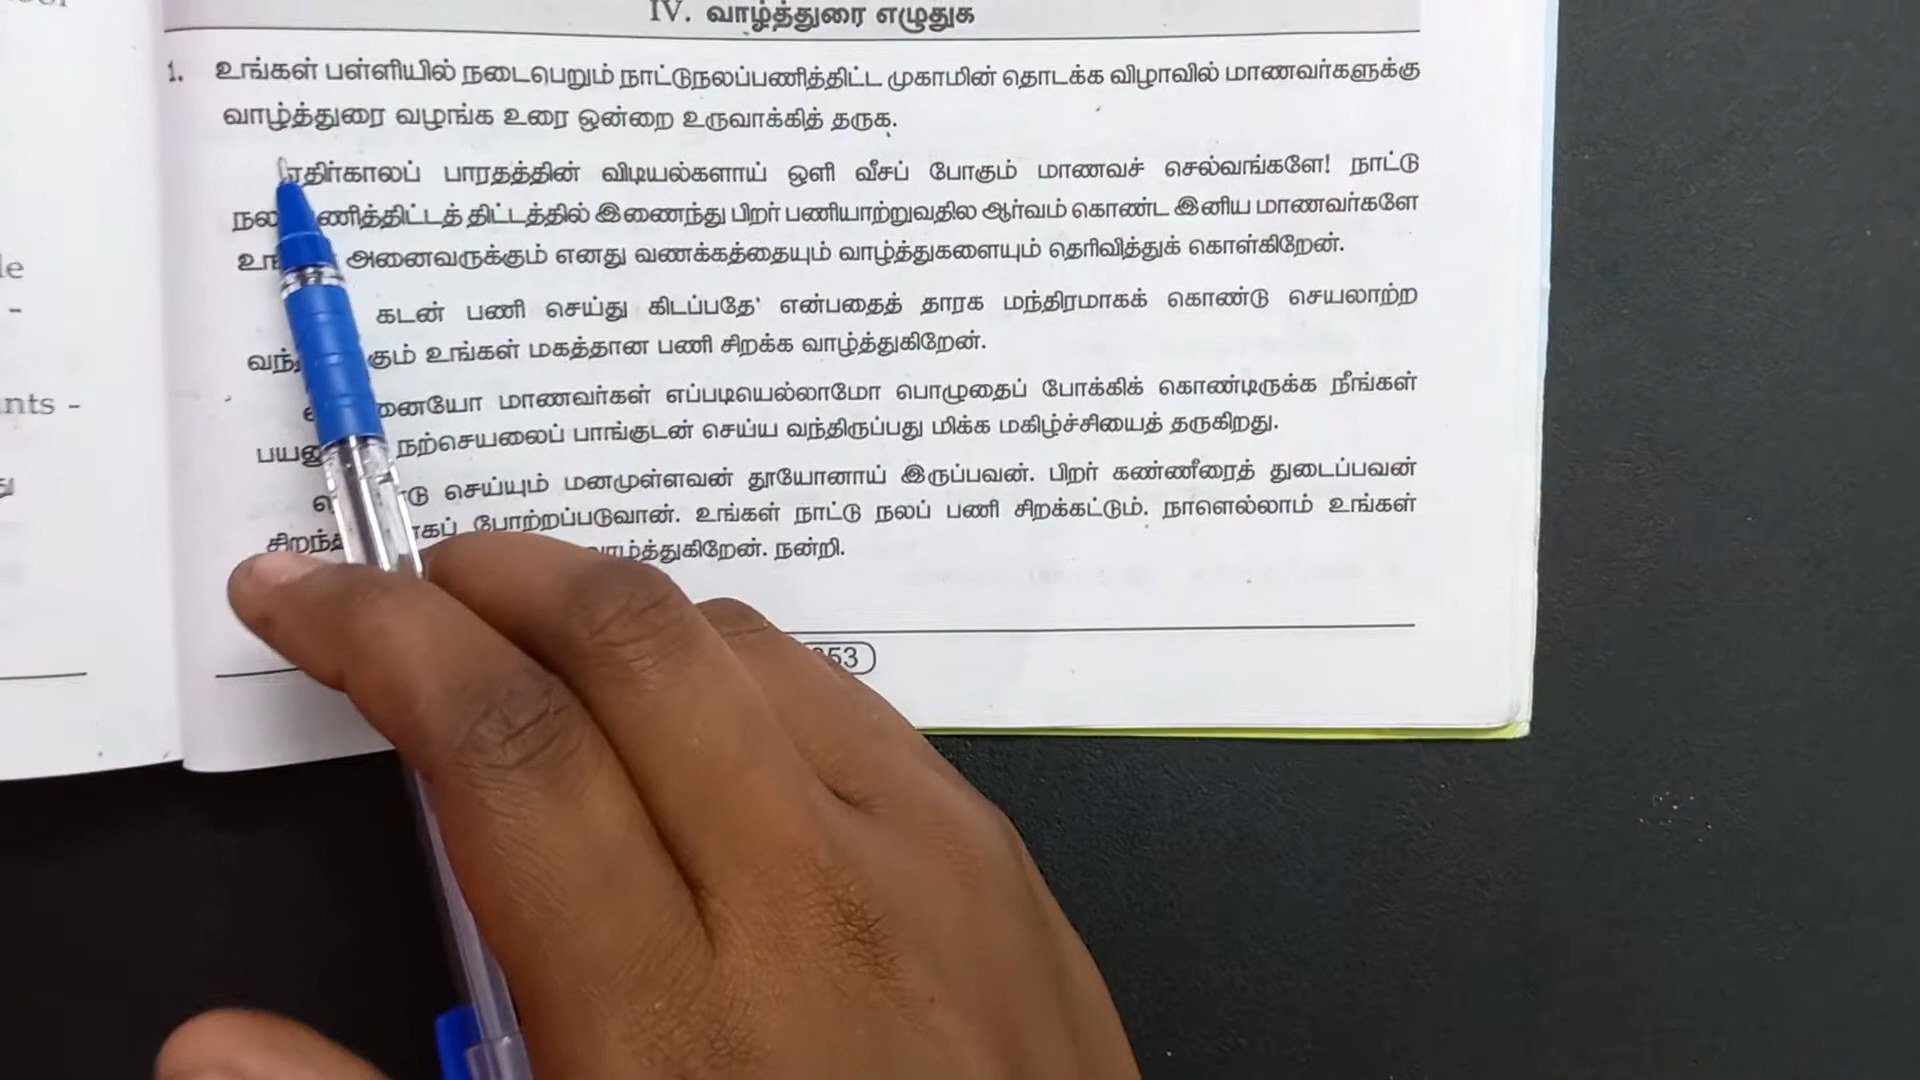 le
-
nts -
IV. வாழ்த்துரை எழுதுக
1. உங்கள் பள்ளியில் நடைபெறும் நாட்டுநலப்பணித்திட்ட முகாமின் தொடக்க விழாவில் மாணவர்களுக்கு
வாழ்த்துரை வழங்க உரை ஒன்றை உருவாக்கித் தருக.
பாரதத்தின் விடியல்களாய் ஒளி வீசப் போகும் மாணவச் செல்வங்களே! நாட்டு
திட்டத்தில் இணைந்து பிறர் பணியாற்றுவதில ஆர்வம் கொண்ட இனிய மாணவர்களே
அனைவருக்கும் எனது வணக்கத்தையும் வாழ்த்துகளையும் தெரிவித்துக் கொள்கிறேன்.
கடன் பணி செய்து கிடப்பதே' என்பதைத் தாரக மந்திரமாகக் கொண்டு செயலாற்ற
உங்கள் மகத்தான பணி சிறக்க வாழ்த்துகிறேன்.
மாணவர்கள் எப்படியெல்லாமோ பொழுதைப் போக்கிக் கொண்டிருக்க நீங்கள்
நற்செயலைப் பாங்குடன் செய்ய வந்திருப்பது மிக்க மகிழ்ச்சியைத் தருகிறது.
செய்யும் மனமுள்ளவன் தூயோனாய் இருப்பவன். பிறர் கண்ணீரைத் துடைப்பவன்
போற்றப்படுவான். உங்கள் நாட்டு நலப் பணி சிறக்கட்டும். நாளெல்லாம் உங்கள்
நன்றி.